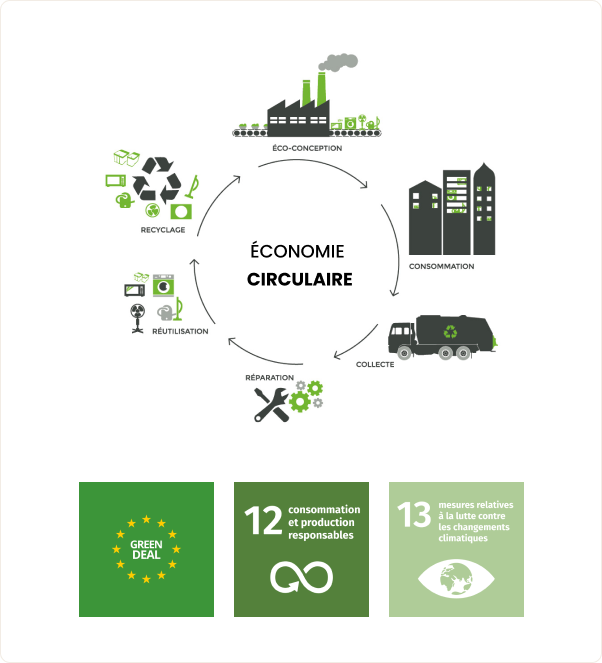 ÉCO-CONCEPTION
RECYCLAGE
ÉCONOMIE
CIRCULAIRE
CONSOMMATION
RÉUTILISATION
COLLECTE
RÉPARATION
GREEN
DEAL
12 consommation
et production
responsables
13 mesures relatives
à la lutte contre
les changements
climatiques